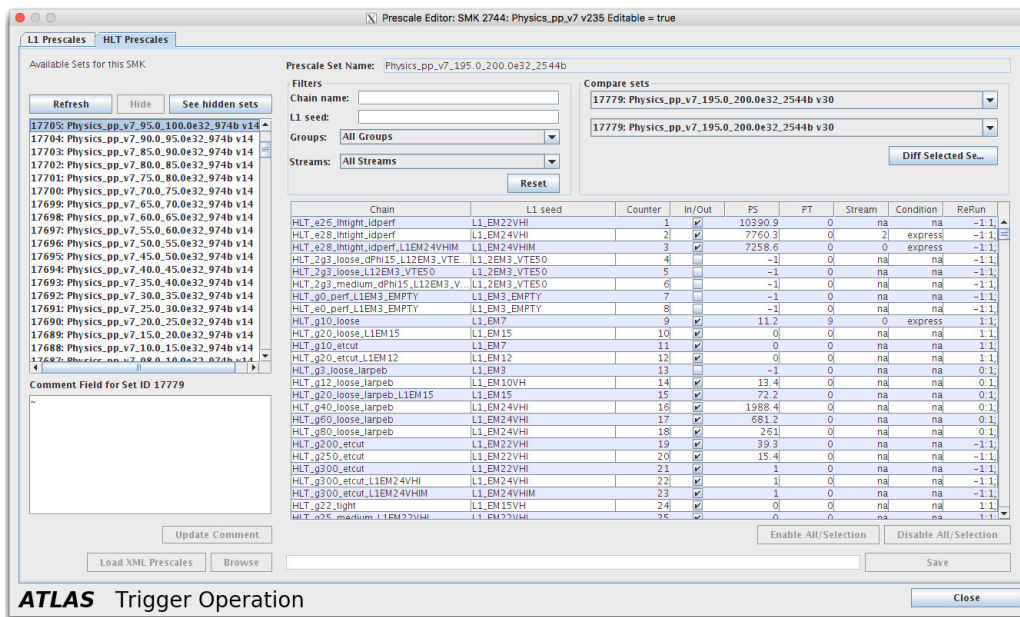 Prescale Editor: SMK 2744: Physics_pp_v7 v235 Editable = true
L1 Prescales HLT Prescales
Available Sets for this SMK
Refresh Hide See hidden sets
17705: Physics_pp_v7_95.0_100.0e32_974b v14
17704: Physics_pp_v7_90.0_95.0e32_974b v14
17703: Physics_pp_v7_85.0_90.0e32_974b v14
17702: Physics_pp_v7_80.0_85.0e32_974b v14
17701: Physics_pp_v7_75.0_80.0e32_974b v14
17700: Physics_pp_v7_70.0_75.0e32_974b v14
17699: Physics_pp_v7_65.0_70.0e32_974b v14
17698: Physics_pp_v7_60.0_65.0e32_974b v14
17697: Physics_pp_v7_55.0_60.0e32_974b v14
17696: Physics_pp_v7_50.0_55.0e32_974b v14
17695: Physics_pp_v7_45.0_50.0e32_974b v14
17694: Physics_pp_v7_40.0_45.0e32_974b v14
17693: Physics_pp_v7_35.0_40.0e32_974b v14
17692: Physics_pp_v7_30.0_35.0e32_974b v14
17691: Physics_pp_v7_25.0_30.0e32_974b v14
17690: Physics_pp_v7_20.0_25.0e32_974b v14
17689: Physics_pp_v7_15.0_20.0e32_974b v14
17688: Physics_pp_v7_10.0_15.0e32_974b v14
17687: Physics_pp_v7_08.0_10.0e32_974b v14
Comment Field for Set ID 17779
~
Update Comment
Load XML Prescales Browse
Prescale Set Name: Physics_pp_v7_195.0_200.0e32_2544b
Filters
Chain name:
L1 seed:
Groups: All Groups
Streams: All Streams
Reset
Compare sets
17779: Physics_pp_v7_195.0_200.0e32_2544b v30
17779: Physics_pp_v7_195.0_200.0e32_2544b v30
Diff Selected Se...
Chain L1 seed Counter In/Out PS PT Stream Condition ReRun
HLT_e26_lhtight_idperf L1_EM22VHI 1 10390.9 0 na na -1:1;
HLT_e28_lhtight_idperf L1_EM24VHI 2 7760.3 0 2 express -1:1;
HLT_e28_lhtight_idperf_L1EM24VHIM L1_EM24VHIM 3 7258.6 0 0 express -1:1;
HLT_2g3_loose_dPhi15_L12EM3_VTE... L1_2EM3_VTE50 4 -1 0 na na -1:1;
HLT_2g3_loose_L12EM3_VTE50 L1_2EM3_VTE50 5 -1 0 na na -1:1;
HLT_2g3_medium_dPhi15_L12EM3_V... L1_2EM3_VTE50 6 -1 0 na na -1:1;
HLT_g0_perf_L1EM3_EMPTY L1_EM3_EMPTY 7 -1 0 na na -1:1;
HLT_e0_perf_L1EM3_EMPTY L1_EM3_EMPTY 8 -1 0 na na -1:1;
HLT_g10_loose L1_EM7 9 11.2 9 0 express 1:1;
HLT_g20_loose_L1EM15 L1_EM15 10 0 0 na na 1:1;
HLT_g10_etcut L1_EM7 11 0 0 na na 1:1;
HLT_g20_etcut_L1EM12 L1_EM12 12 0 0 na na 1:1;
HLT_g3_loose_larpeb L1_EM3 13 -1 0 na na 0:1;
HLT_g12_loose_larpeb L1_EM10VH 14 13.4 0 na na 0:1;
HLT_g20_loose_larpeb_L1EM15 L1_EM15 15 72.2 0 na na 0:1;
HLT_g40_loose_larpeb L1_EM24VHI 16 1988.4 0 na na 0:1;
HLT_g60_loose_larpeb L1_EM24VHI 17 681.2 0 na na 0:1;
HLT_g80_loose_larpeb L1_EM24VHI 18 261 0 na na 0:1;
HLT_g200_etcut L1_EM22VHI 19 39.3 0 na na -1:1;
HLT_g250_etcut L1_EM22VHI 20 15.4 0 na na -1:1;
HLT_g300_etcut L1_EM22VHI 21 1 0 na na -1:1;
HLT_g300_etcut_L1EM24VHI L1_EM24VHI 22 1 0 na na -1:1;
HLT_g300_etcut_L1EM24VHIM L1_EM24VHIM 23 1 0 na na -1:1;
HLT_g22_tight L1_EM15VH 24 0 0 na na 1:1;
HLT_g25_medium_L1EM22VHI L1_EM22VHI 25 0 0 na na 1:1;
Enable All/Selection Disable All/Selection
Save
ATLAS Trigger Operation
Close